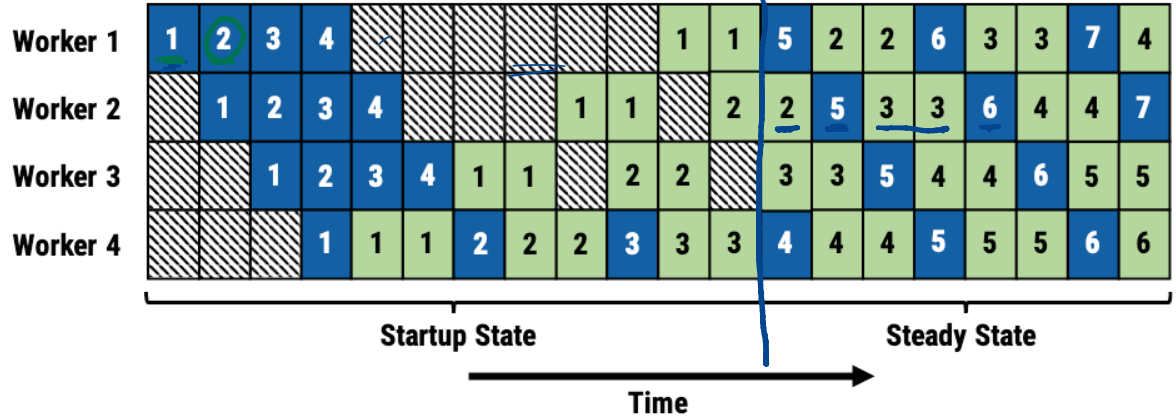 Worker 1 1 2 3 4 1 1 5 2 2 6 3 3 7 4
Worker 2 1 2 3 4 1 1 2 2 5 3 3 6 4 4 7
Worker 3 1 2 3 4 1 1 2 2 3 3 5 4 4 6 5 5
Worker 4 1 1 1 2 2 2 3 3 3 4 4 4 5 5 5 6 6
Startup State Steady State
Time